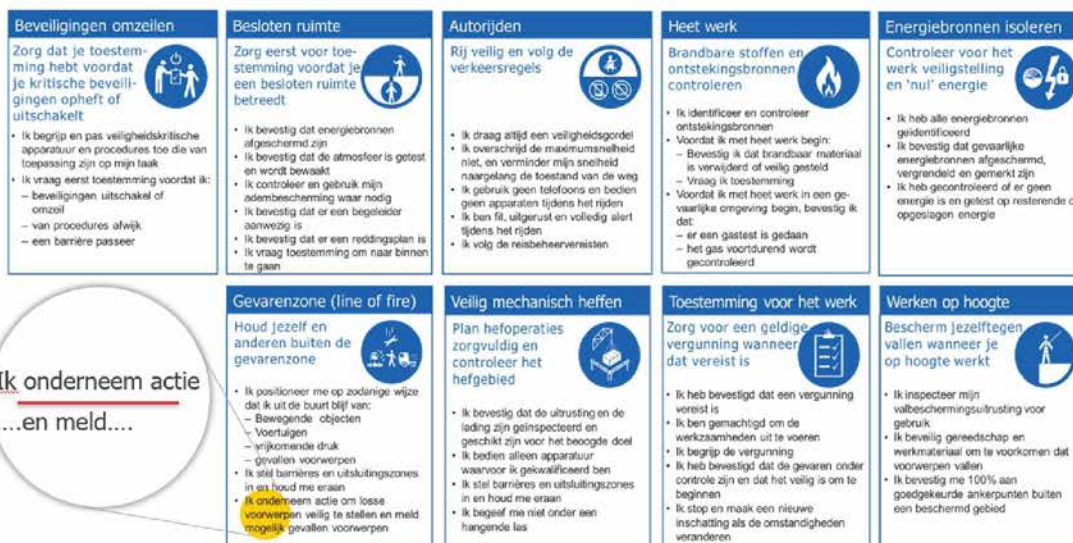 Beveiligingen omzeilen
Zorg dat je toestem-
ming hebt voordat
je kritische beveili-
gingen opheft of
uitschakelt
• Ik begrijp en pas veiligheidskritische
apparatuur en procedures toe die van
toepassing zijn op mijn taak
• Ik vraag eerst toestemming voordat ik:
– beveiligingen uitschakel of
omzeil
– van procedures afwijk
– een barrière passeer
Besloten ruimte
Zorg eerst voor toe-
stemming voordat je
een besloten ruimte
betreedt
• Ik bevestig dat energiebronnen
afgeschermd zijn
• Ik bevestig dat de atmosfeer is getest
en wordt bewaakt
• Ik controleer en gebruik mijn
adembescherming waar nodig
• Ik bevestig dat er een begeleider
aanwezig is
• Ik bevestig dat er een reddingsplan is
• Ik vraag toestemming om naar binnen
te gaan
Autorijden
Rij veilig en volg de
verkeersregels
• Ik draag altijd een veiligheidsgordel
• Ik overschrijd de maximumsnelheid
niet, en verminder mijn snelheid
naargelang de toestand van de weg
• Ik gebruik geen telefoons en bedien
geen apparaten tijdens het rijden
• Ik ben fit, uitgerust en volledig alert
tijdens het rijden
• Ik volg de reisbeheervereisten
Heet werk
Brandbare stoffen en
ontstekingsbronnen
controleren
• Ik identificeer en controleer
ontstekingsbronnen
• Voordat ik met heet werk begin:
– Bevestig ik dat brandbaar materiaal
is verwijderd of veilig gesteld
– Vraag ik toestemming
• Voordat ik met heet werk in een ge-
vaarlijke omgeving begin, bevestig ik
dat:
– er een gastest is gedaan
– het gas voortdurend wordt
gecontroleerd
Energiebronnen isoleren
Controleer voor het
werk veiligstelling
en 'nul' energie
• Ik heb alle energiebronnen
geïdentificeerd
• Ik bevestig dat gevaarlijke
energiebronnen afgeschermd,
vergrendeld en gemerkt zijn
• Ik heb gecontroleerd of er geen
energie is en getest op resterende o
opgeslagen energie
Ik onderneem actie
....en meld....
Gevarenzone (line of fire)
Houd jezelf en
anderen buiten de
gevarenzone
• Ik positioneer me op zodanige wijze
dat ik uit de buurt blijf van:
– Bewegende objecten
– Voertuigen
– vrijkomende druk
– gevallen voorwerpen
• Ik stel barrières en uitsluitingszones
in en houd me eraan
• Ik onderneem actie om losse
voorwerpen veilig te stellen en meld
mogelijk gevallen voorwerpen
Veilig mechanisch heffen
Plan hefoperaties
zorgvuldig en
controleer het
hefgebied
• Ik bevestig dat de uitrusting en de
lading zijn geïnspecteerd en
geschikt zijn voor het beoogde doel
• Ik bedien alleen apparatuur
waarvoor ik gekwalificeerd ben
• Ik stel barrières en uitsluitingszones
in en houd me eraan
• Ik begeef me niet onder een
hangende las
Toestemming voor het werk
Zorg voor een geldige
vergunning wanneer
dat vereist is
• Ik heb bevestigd dat een vergunning
vereist is
• Ik ben gemachtigd om de
werkzaamheden uit te voeren
• Ik begrijp de vergunning
• Ik heb bevestigd dat de gevaren onder
controle zijn en dat het veilig is om te
beginnen
• Ik stop en maak een nieuwe
inschatting als de omstandigheden
veranderen
Werken op hoogte
Bescherm jezelftegen
vallen wanneer je
op hoogte werkt
• Ik inspecteer mijn
valbeschermingsuitrusting voor
gebruik
• Ik beveilig gereedschap en
werkmateriaal om te voorkomen dat
voorwerpen vallen
• Ik bevestig me 100% aan
goedgekeurde ankerpunten buiten
een beschermd gebied